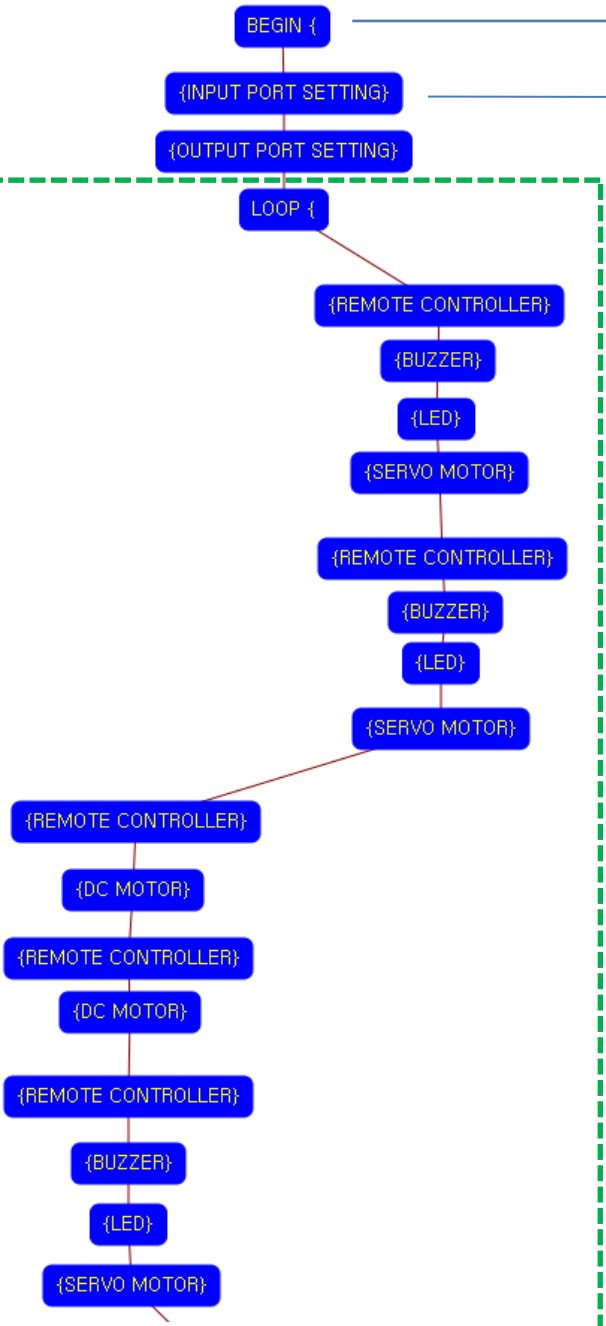 BEGIN {
{INPUT PORT SETTING}
{OUTPUT PORT SETTING}
LOOP {
{REMOTE CONTROLLER}
{BUZZER}
{LED}
{SERVO MOTOR}
{REMOTE CONTROLLER}
{BUZZER}
{LED}
{SERVO MOTOR}
{REMOTE CONTROLLER}
{DC MOTOR}
{REMOTE CONTROLLER}
{DC MOTOR}
{REMOTE CONTROLLER}
{BUZZER}
{LED}
{SERVO MOTOR}